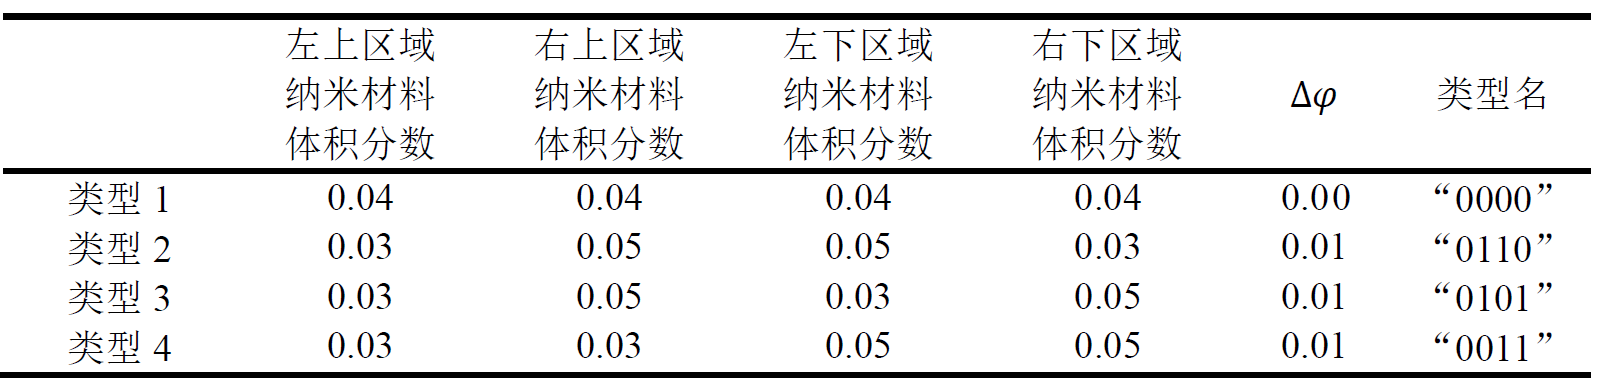 左上区域 右上区域 左下区域 右下区域
纳米材料 纳米材料 纳米材料 纳米材料 Δφ 类型名
体积分数 体积分数 体积分数 体积分数
类型 1 0.04 0.04 0.04 0.04 0.00 “0000”
类型 2 0.03 0.05 0.05 0.03 0.01 “0110”
类型 3 0.03 0.05 0.03 0.05 0.01 “0101”
类型 4 0.03 0.03 0.05 0.05 0.01 “0011”